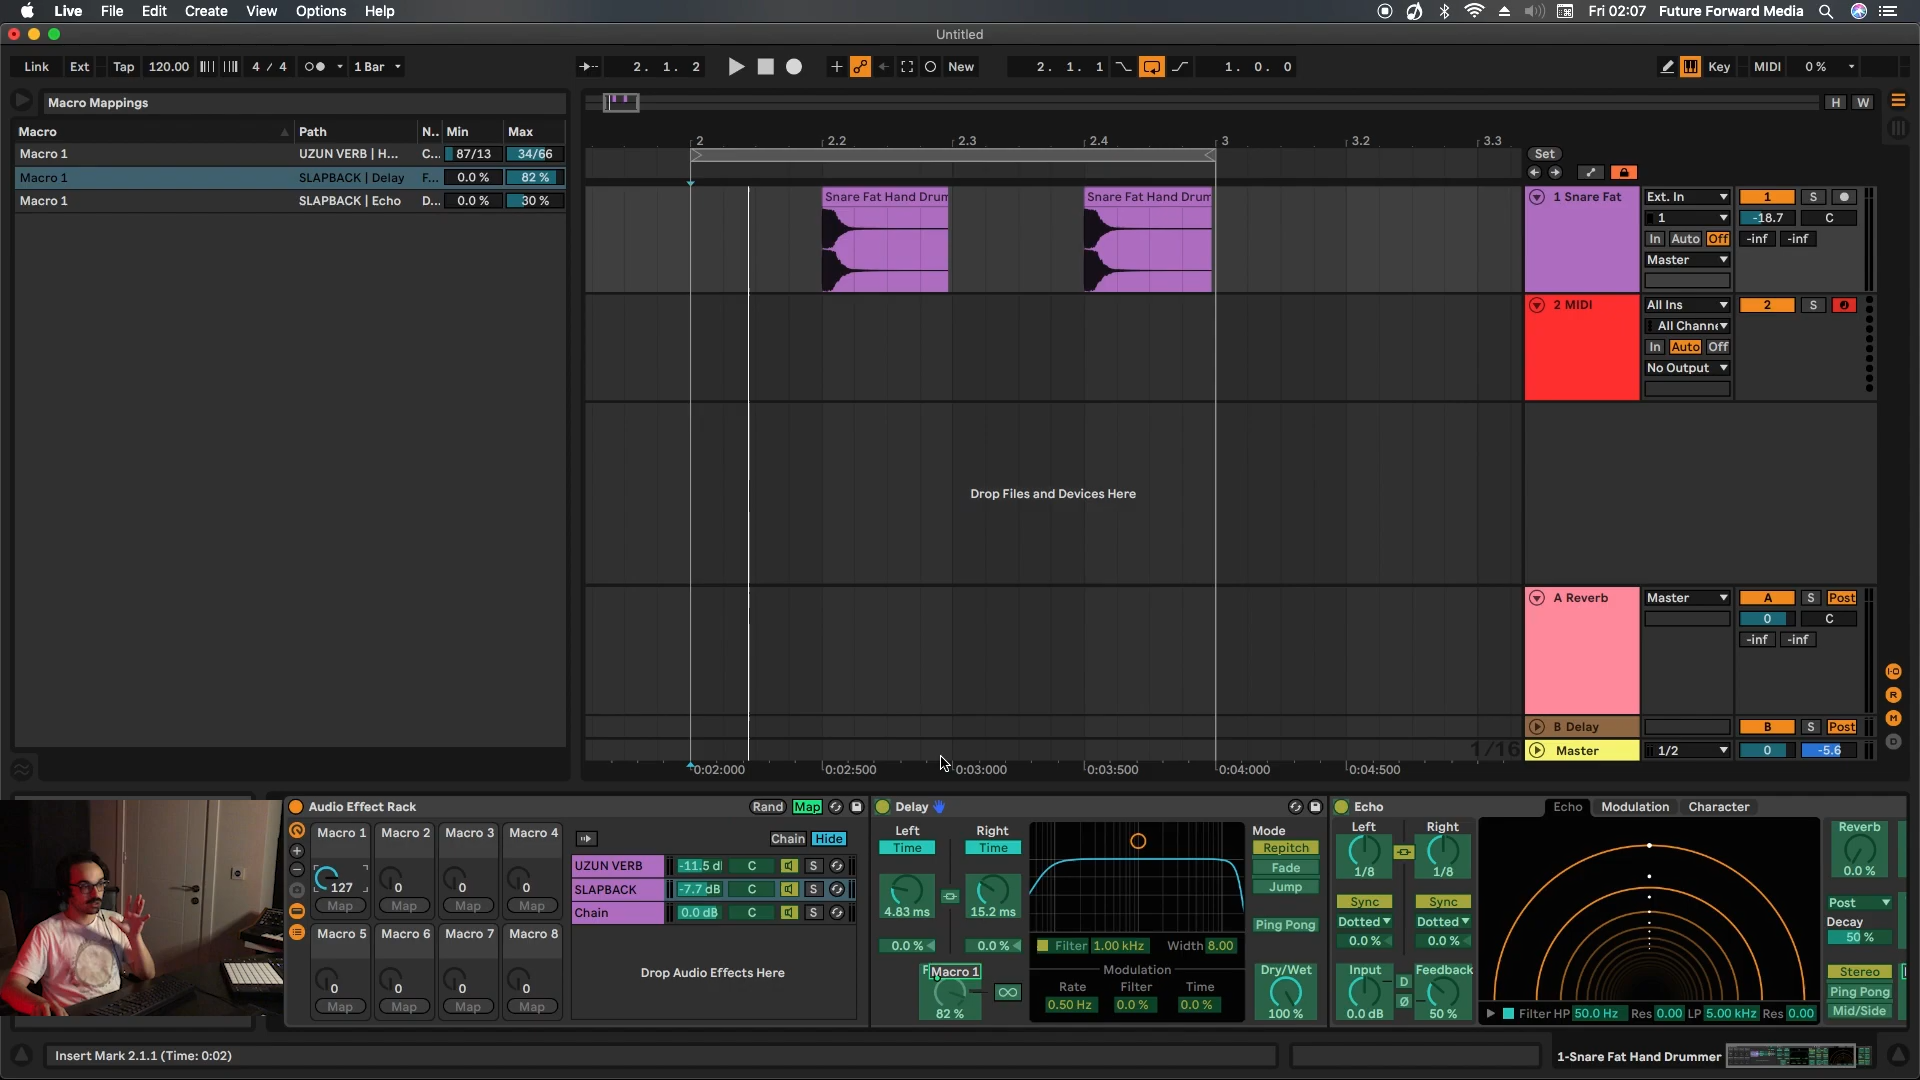 Live File Edit Create View Options Help
Fri 02:07 Future Forward Media
Untitled
Link Ext Tap 120.00 4 / 4 1 Bar
2. 1. 2
New
2. 1. 1
1. 0. 0
Key MIDI 0 %
Macro Mappings
Macro Path N.. Min Max
Macro 1 UZUN VERB | H... C... 87/13 34/66
Macro 1 SLAPBACK | Delay F... 0.0 % 82 %
Macro 1 SLAPBACK | Echo D... 0.0 % 30 %
H W
2 2.2 2.3 2.4 3 3.2 3.3
Set
Snare Fat Hand Drum
Snare Fat Hand Drum
1 Snare Fat Ext. In 1 S
1 -18.7 C
In Auto Off -inf -inf
Master
2 MIDI All Ins 2 S
All Channe
In Auto Off
No Output
Drop Files and Devices Here
A Reverb Master A S Post
0 C
-inf -inf
B Delay B S Post
1/16
Master 1/2 0 -5.6
I-O
R
M
D
0:02:000 0:02:500 0:03:000 0:03:500 0:04:000 0:04:500
Audio Effect Rack Rand Map
Macro 1 Macro 2 Macro 3 Macro 4
127 0 0 0
Map Map Map Map
Macro 5 Macro 6 Macro 7 Macro 8
0 0 0 0
Map Map Map Map
Chain Hide
UZUN VERB -11.5 dB C S
SLAPBACK -7.7 dB C S
Chain 0.0 dB C S
Drop Audio Effects Here
Delay
Left Right
Time Time
4.83 ms 15.2 ms
0.0 % 0.0 %
Macro 1
82 %
Filter 1.00 kHz Width 8.00
Modulation
Rate Filter Time
0.50 Hz 0.0 % 0.0 %
Mode
Repitch
Fade
Jump
Ping Pong
Dry/Wet
100 %
Echo
Echo Modulation Character
Left Right
1/8 1/8
Sync Sync
Dotted Dotted
0.0 % 0.0 %
Input D Feedback
Ø
0.0 dB 50 %
Filter HP 50.0 Hz Res 0.00 LP 5.00 kHz Res 0.00
Reverb
0.0 %
Post
Decay
50 %
Stereo
Ping Pong
Mid/Side
Insert Mark 2.1.1 (Time: 0:02)
1-Snare Fat Hand Drummer